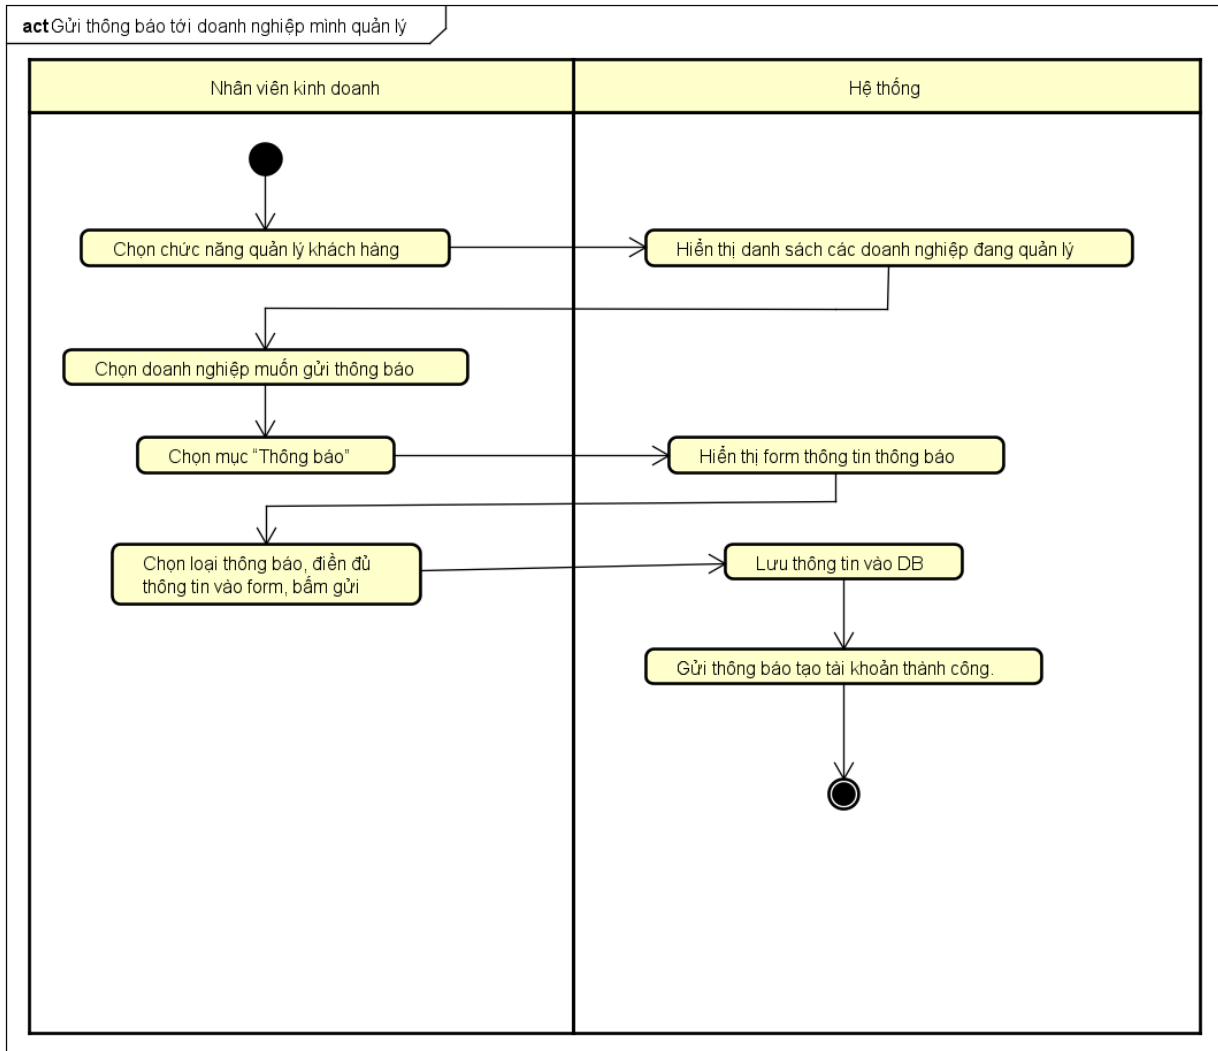 act Gửi thông báo tới doanh nghiệp mình quản lý
Nhân viên kinh doanh
Hệ thống
Chọn chức năng quản lý khách hàng
Hiển thị danh sách các doanh nghiệp đang quản lý
Chọn doanh nghiệp muốn gửi thông báo
Chọn mục "Thông báo"
Hiển thị form thông tin thông báo
Chọn loại thông báo, điền đủ
thông tin vào form, bấm gửi
Lưu thông tin vào DB
Gửi thông báo tạo tài khoản thành công.